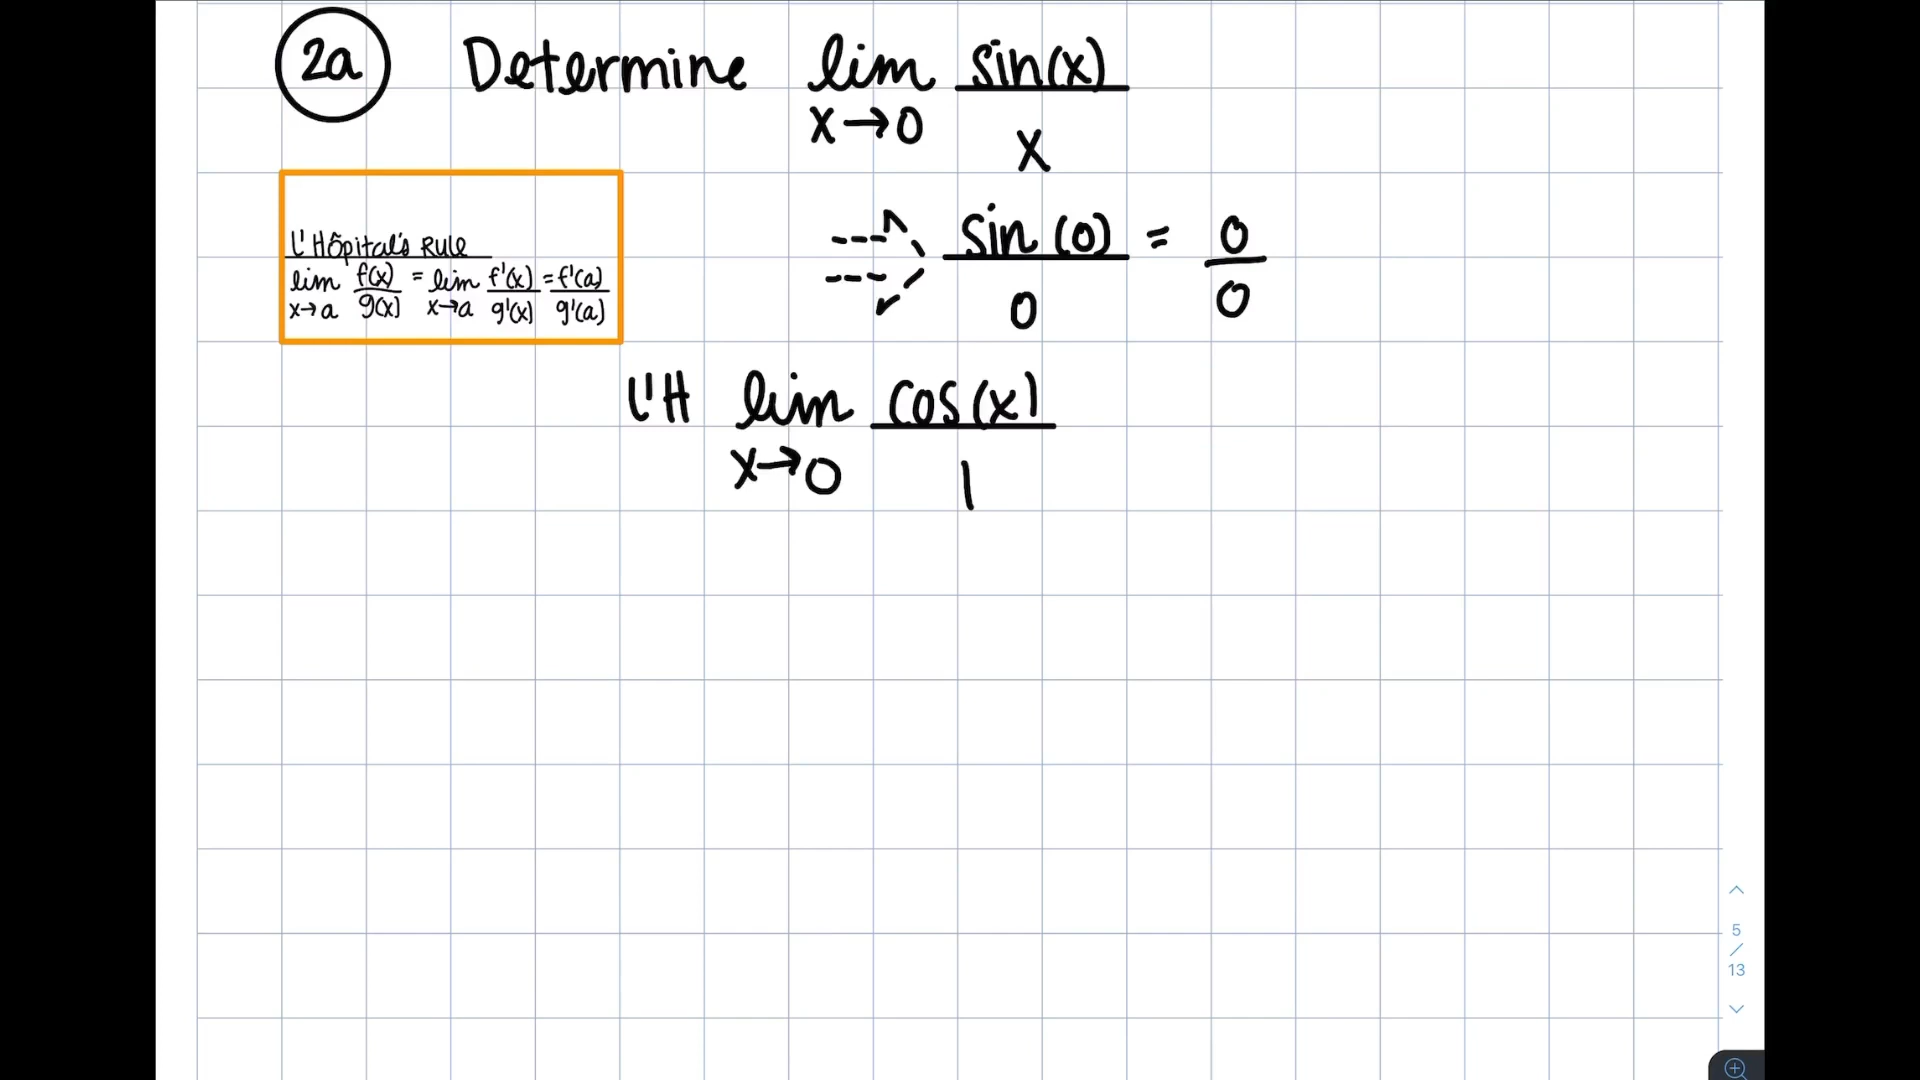 2a Determine lim sin(x)
x→0 x
L'Hôpital's Rule
lim f(x) = lim f'(x) = f'(a)
x→a g(x) x→a g'(x) g'(a)
sin(0) = 0
0 0
L'H lim cos(x)
x→0 1
5
/
13